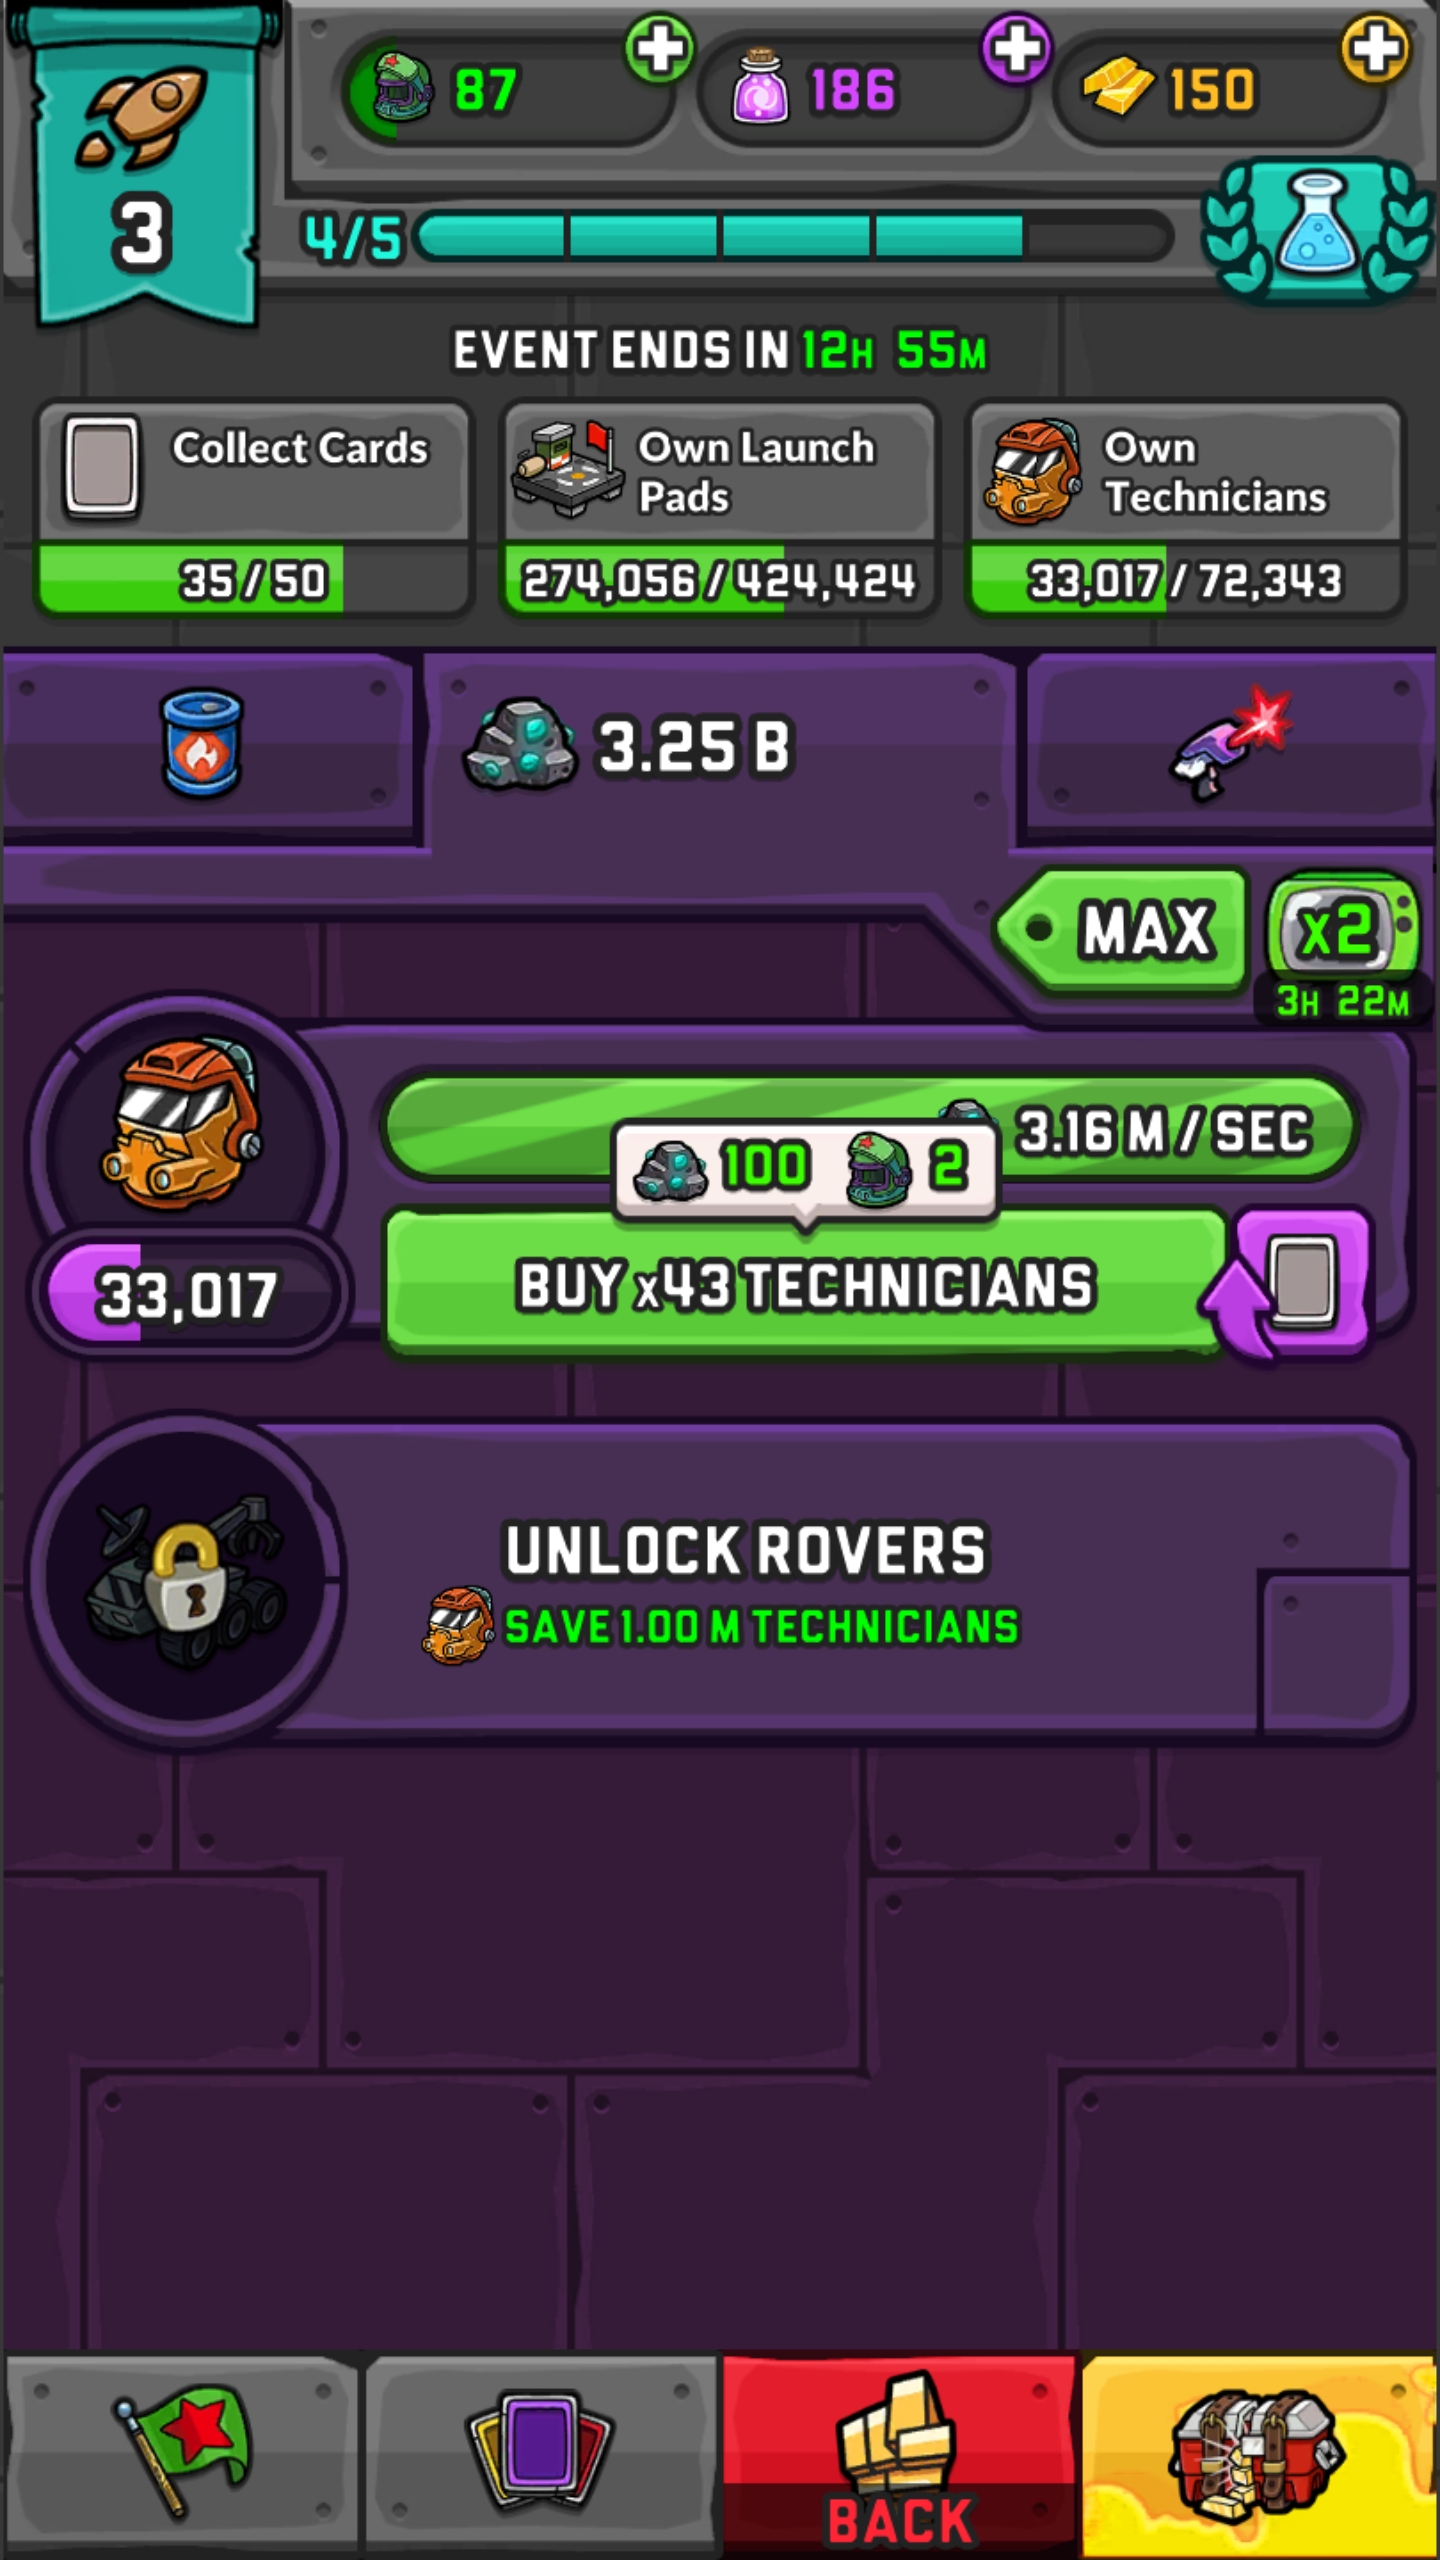 87
186
150
3
4/5
EVENT ENDS IN 12H 55M
Collect Cards
35/50
Own Launch
Pads
274,056/424,424
Own
Technicians
33,017/72,343
3.25 B
MAX
x2
3H 22M
3.16 M/SEC
100 2
33,017
BUY x43 TECHNICIANS
UNLOCK ROVERS
SAVE 1.00 M TECHNICIANS
BACK